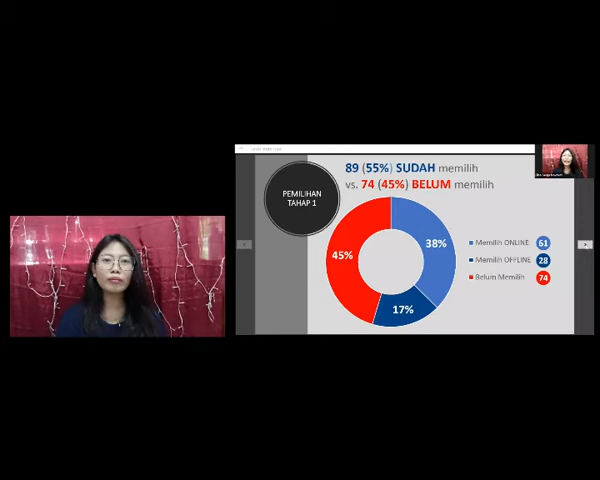 PEMILIHAN
TAHAP 1
89 (55%) SUDAH memilih
vs. 74 (45%) BELUM memilih
38%
45%
17%
Memilih ONLINE 61
Memilih OFFLINE 28
Belum Memilih 74